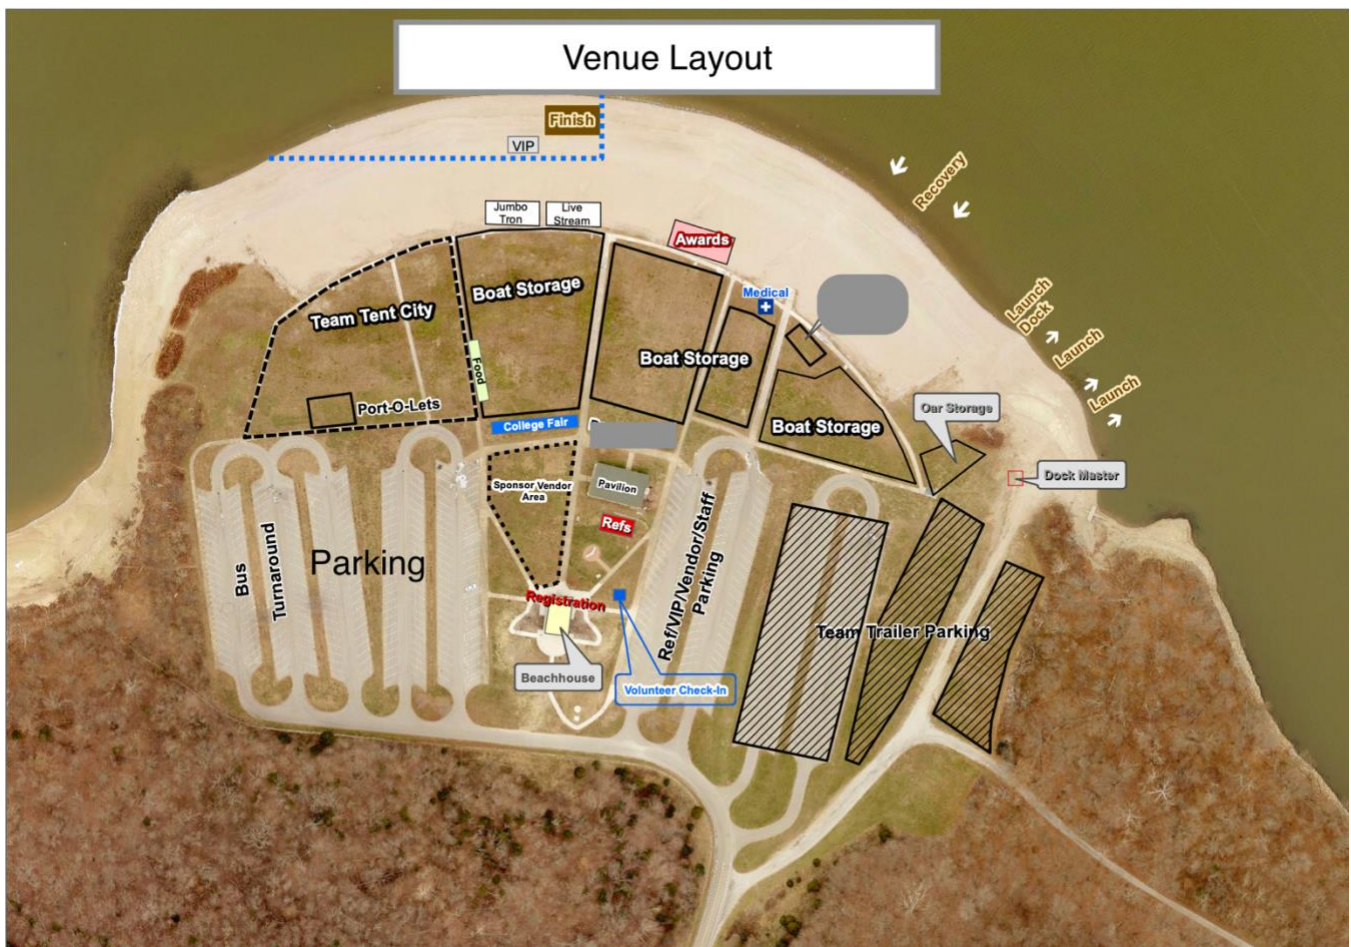 Venue Layout
Finish
VIP
Recovery
Jumbo
Tron
Live
Stream
Awards
Medical
Boat Storage
Team Tent City
Launch
Dock
Launch
Launch
Boat Storage
Food
Port-O-Lets
College Fair
Boat Storage
Oar Storage
Dock Master
Sponsor Vendor
Area
Pavilion
Refs
Bus
Turnaround
Parking
Ref/VIP/Vendor/Staff
Parking
Registration
Team Trailer Parking
Beachhouse
Volunteer Check-In